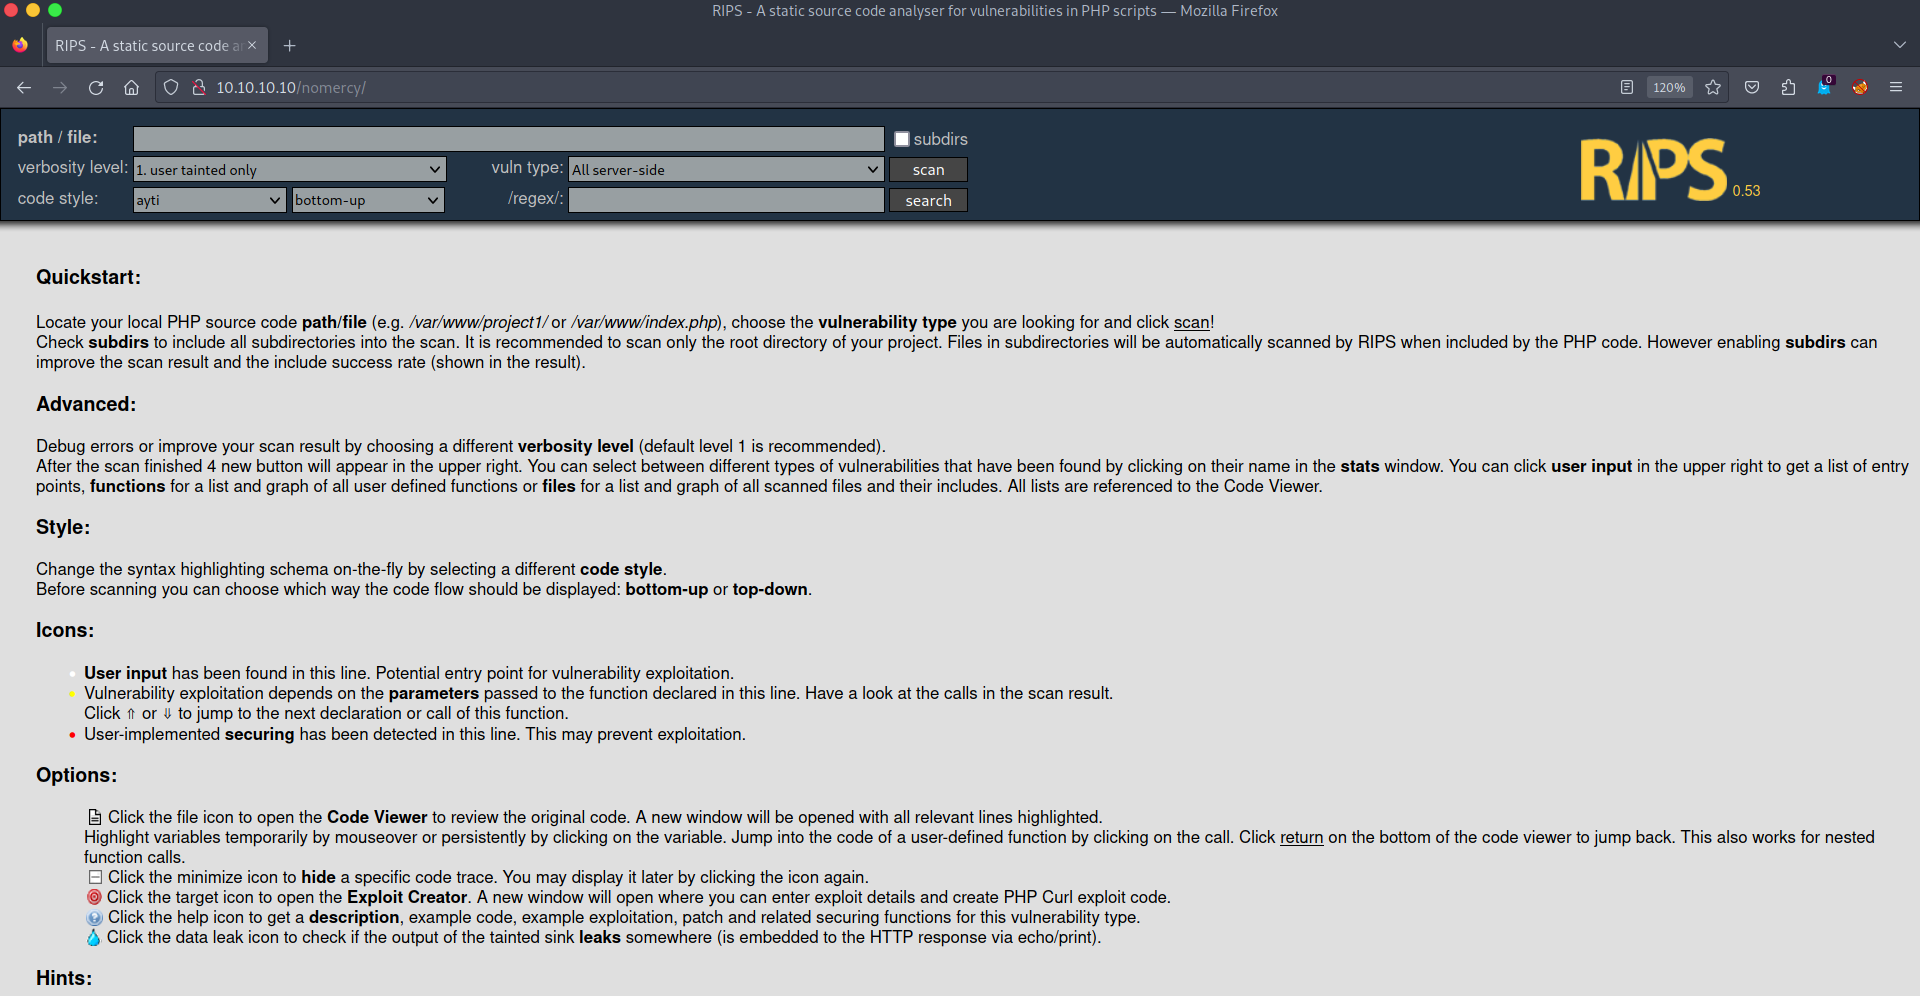 RIPS - A static source code analyser for vulnerabilities in PHP scripts — Mozilla Firefox
RIPS - A static source code a
10.10.10.10/nomercy/
120%
0
path / file:
subdirs
verbosity level:
1. user tainted only
vuln type:
All server-side
scan
code style:
ayti
bottom-up
/regex/:
search
RIPS 0.53
Quickstart:
Locate your local PHP source code path/file (e.g. /var/www/project1/ or /var/www/index.php), choose the vulnerability type you are looking for and click scan!
Check subdirs to include all subdirectories into the scan. It is recommended to scan only the root directory of your project. Files in subdirectories will be automatically scanned by RIPS when included by the PHP code. However enabling subdirs can
improve the scan result and the include success rate (shown in the result).
Advanced:
Debug errors or improve your scan result by choosing a different verbosity level (default level 1 is recommended).
After the scan finished 4 new button will appear in the upper right. You can select between different types of vulnerabilities that have been found by clicking on their name in the stats window. You can click user input in the upper right to get a list of entry
points, functions for a list and graph of all user defined functions or files for a list and graph of all scanned files and their includes. All lists are referenced to the Code Viewer.
Style:
Change the syntax highlighting schema on-the-fly by selecting a different code style.
Before scanning you can choose which way the code flow should be displayed: bottom-up or top-down.
Icons:
User input has been found in this line. Potential entry point for vulnerability exploitation.
Vulnerability exploitation depends on the parameters passed to the function declared in this line. Have a look at the calls in the scan result.
Click ⇑ or ⇓ to jump to the next declaration or call of this function.
User-implemented securing has been detected in this line. This may prevent exploitation.
Options:
Click the file icon to open the Code Viewer to review the original code. A new window will be opened with all relevant lines highlighted.
Highlight variables temporarily by mouseover or persistently by clicking on the variable. Jump into the code of a user-defined function by clicking on the call. Click return on the bottom of the code viewer to jump back. This also works for nested
function calls.
Click the minimize icon to hide a specific code trace. You may display it later by clicking the icon again.
Click the target icon to open the Exploit Creator. A new window will open where you can enter exploit details and create PHP Curl exploit code.
Click the help icon to get a description, example code, example exploitation, patch and related securing functions for this vulnerability type.
Click the data leak icon to check if the output of the tainted sink leaks somewhere (is embedded to the HTTP response via echo/print).
Hints: